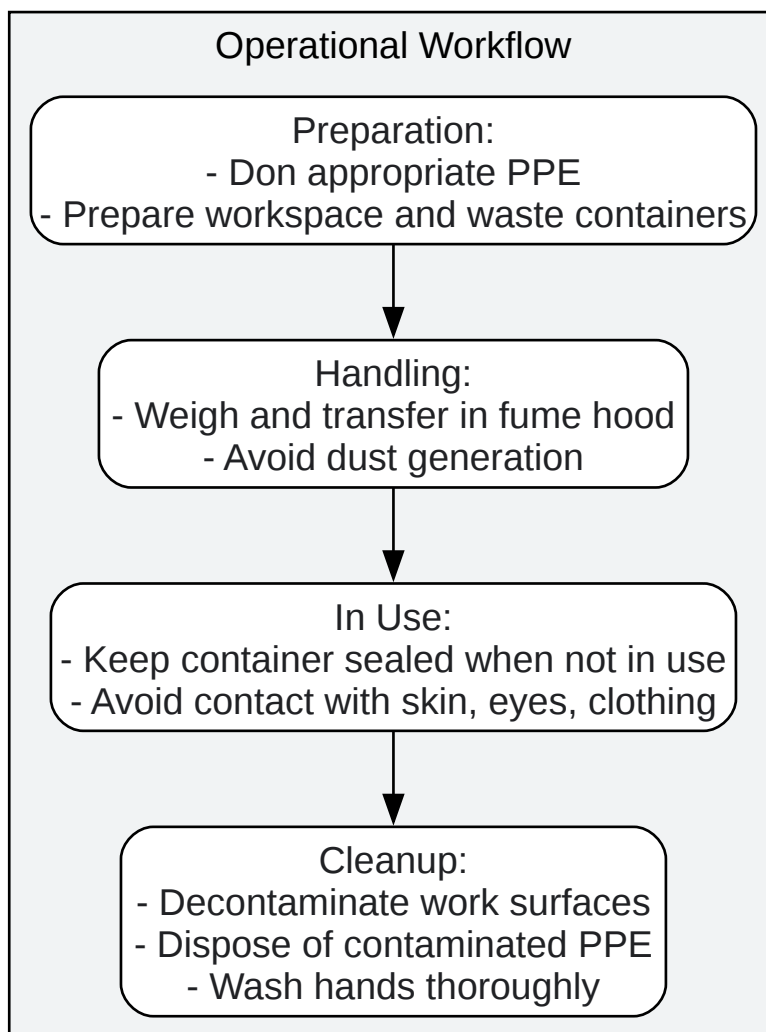 Operational Workflow
Preparation:
- Don appropriate PPE
- Prepare workspace and waste containers
Handling:
- Weigh and transfer in fume hood
- Avoid dust generation
In Use:
- Keep container sealed when not in use
- Avoid contact with skin, eyes, clothing
Cleanup:
- Decontaminate work surfaces
- Dispose of contaminated PPE
- Wash hands thoroughly